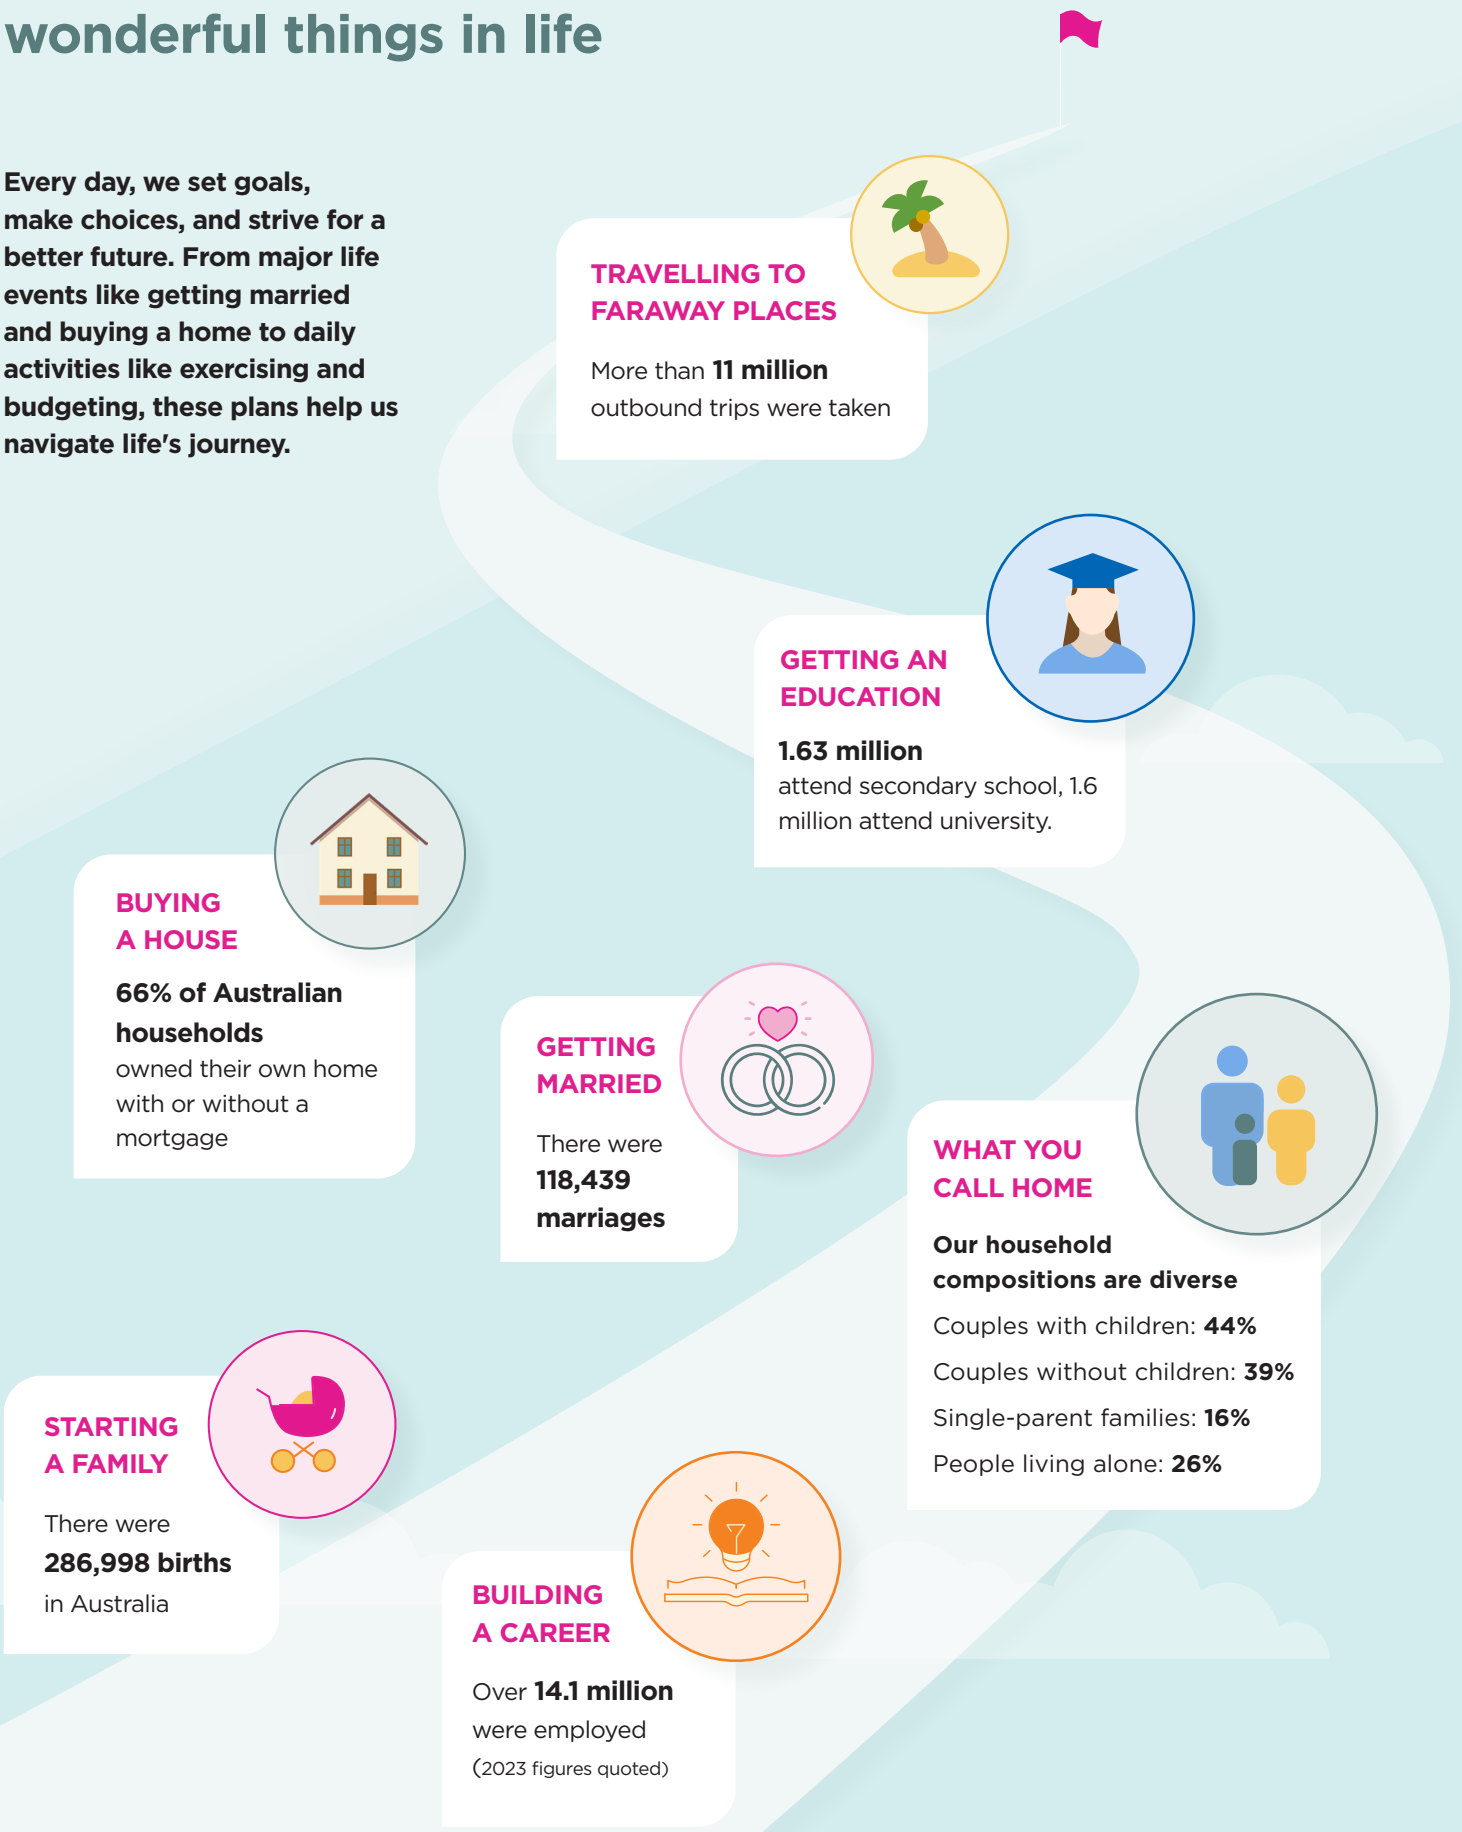 wonderful things in life
Every day, we set goals,
make choices, and strive for a
better future. From major life
events like getting married
and buying a home to daily
activities like exercising and
budgeting, these plans help us
navigate life's journey.
TRAVELLING TO
FARAWAY PLACES
More than 11 million
outbound trips were taken
GETTING AN
EDUCATION
1.63 million
attend secondary school, 1.6
million attend university.
BUYING
A HOUSE
66% of Australian
households
owned their own home
with or without a
mortgage
GETTING
MARRIED
There were
118,439
marriages
WHAT YOU
CALL HOME
Our household
compositions are diverse
Couples with children: 44%
Couples without children: 39%
Single-parent families: 16%
People living alone: 26%
STARTING
A FAMILY
There were
286,998 births
in Australia
BUILDING
A CAREER
Over 14.1 million
were employed
(2023 figures quoted)